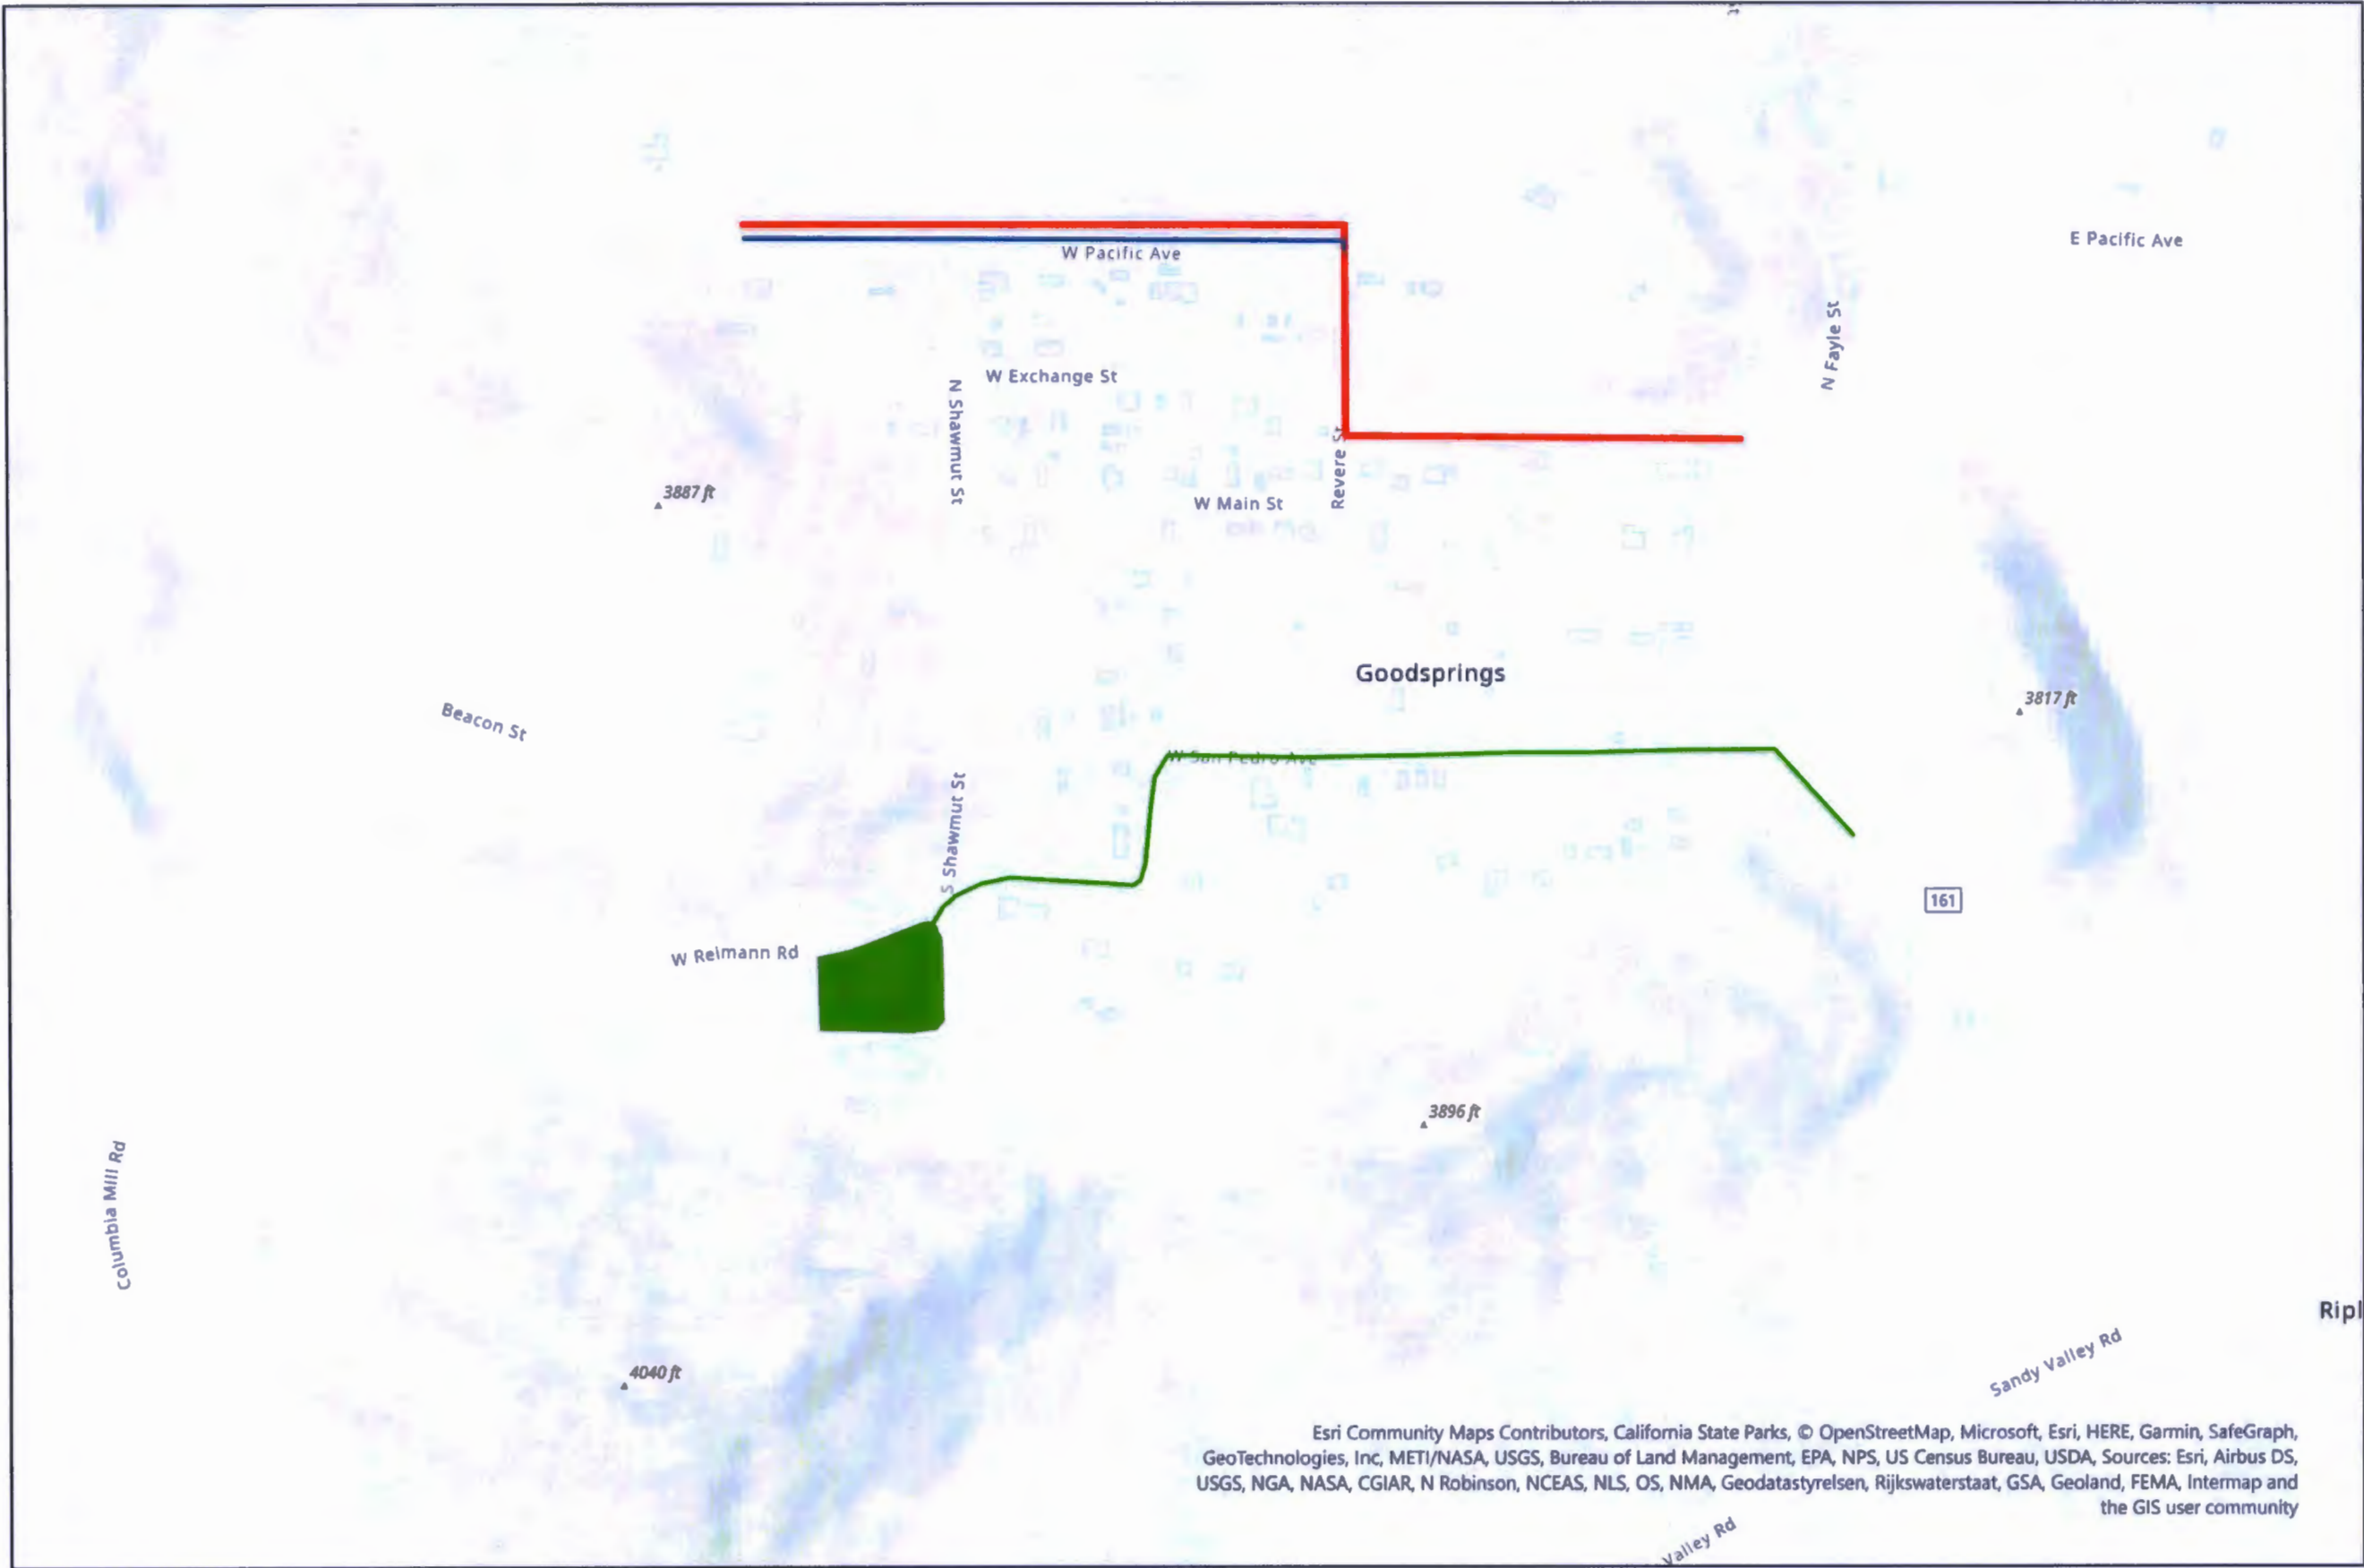 E Pacific Ave
W Pacific Ave
N Fayle St
W Exchange St
N Shawmut St
Revere St
3887 ft
W Main St
Goodsprings
3817 ft
Beacon St
W San Pedro Ave
S Shawmut St
161
W Reimann Rd
3896 ft
Columbia Mill Rd
Ripl
Sandy Valley Rd
4040 ft
Esri Community Maps Contributors, California State Parks, © OpenStreetMap, Microsoft, Esri, HERE, Garmin, SafeGraph,
GeoTechnologies, Inc, METI/NASA, USGS, Bureau of Land Management, EPA, NPS, US Census Bureau, USDA, Sources: Esri, Airbus DS,
USGS, NGA, NASA, CGIAR, N Robinson, NCEAS, NLS, OS, NMA, Geodatastyrelsen, Rijkswaterstaat, GSA, Geoland, FEMA, Intermap and
the GIS user community
Valley Rd